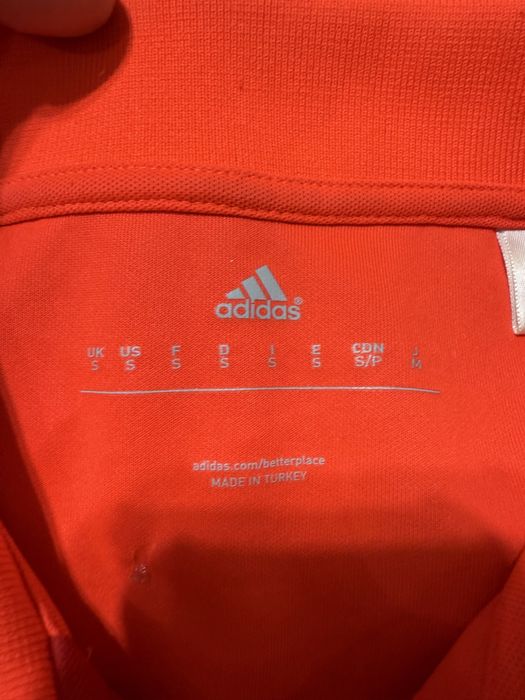 adidas®
UK US F D I E CDN J
S S S S S S S/P M
adidas.com/betterplace
MADE IN TURKEY